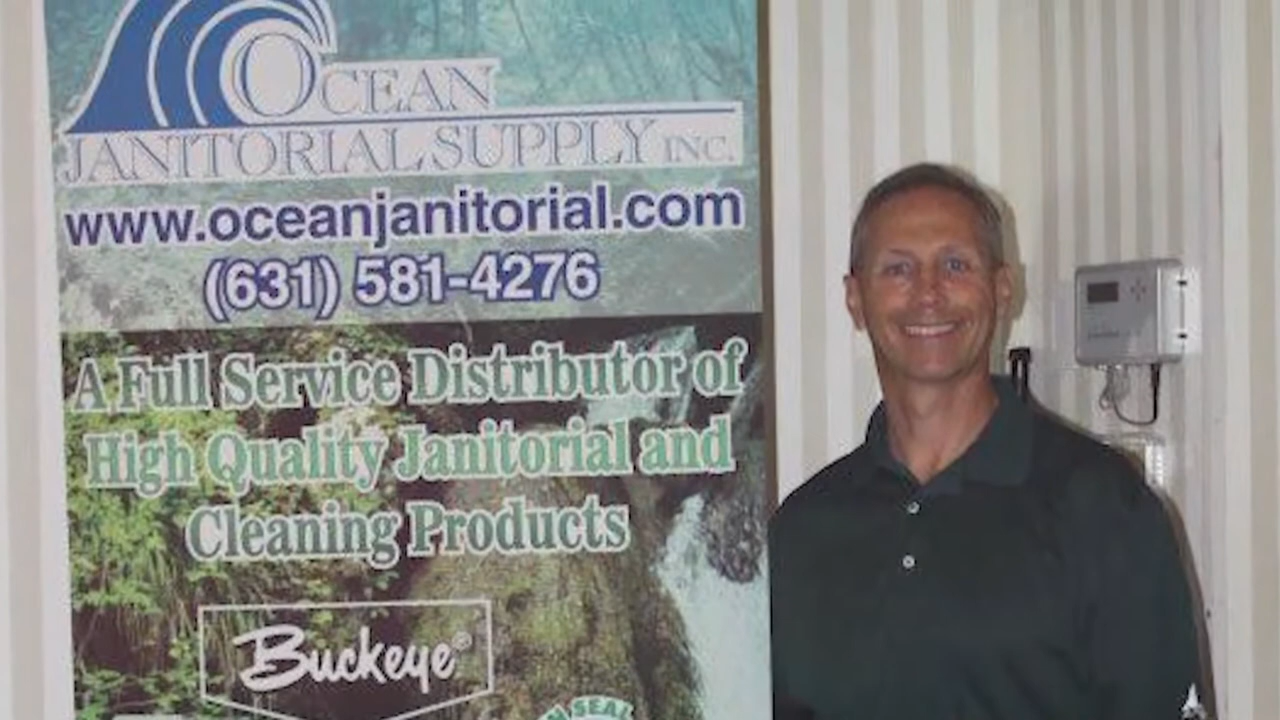 OCEAN
JANITORIAL SUPPLY INC.
www.oceanjanitorial.com
(631) 581-4276
A Full Service Distributor of
High Quality Janitorial and
Cleaning Products
Buckeye®
SEAL